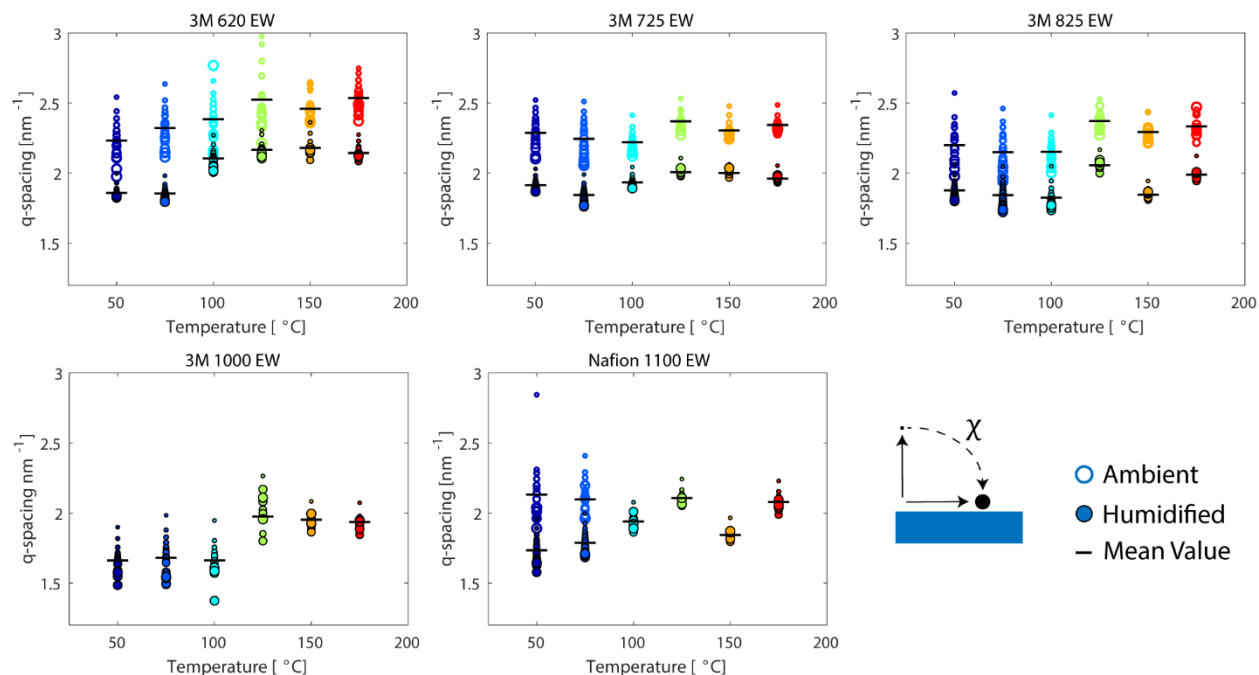 3M 620 EW
3
2.5
2
1.5
q-spacing [nm -1]
50
100
150
200
Temperature [ °C]
3M 725 EW
3
2.5
2
1.5
q-spacing [nm -1]
50
100
150
200
Temperature [ °C]
3M 825 EW
3
2.5
2
1.5
q-spacing [nm -1]
50
100
150
200
Temperature [ °C]
3M 1000 EW
3
2.5
2
1.5
q-spacing nm -1]
50
100
150
200
Temperature [ °C]
Nafion 1100 EW
3
2.5
2
1.5
q-spacing [nm -1]
50
100
150
200
Temperature [ °C]
χ
Ambient
Humidified
Mean Value